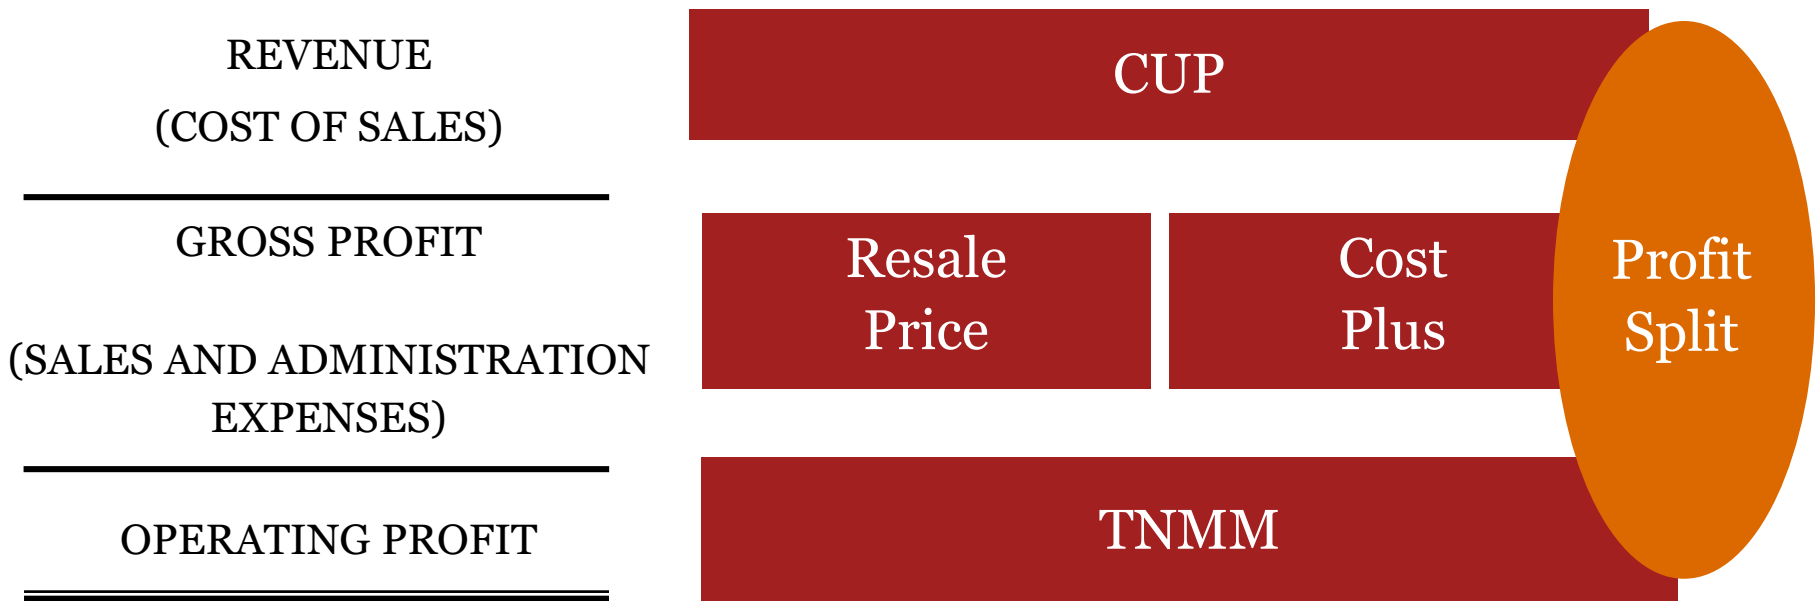 REVENUE
(COST OF SALES)
CUP
GROSS PROFIT
Resale
Price
Cost
Plus
Profit
Split
(SALES AND ADMINISTRATION
EXPENSES)
OPERATING PROFIT
TNMM